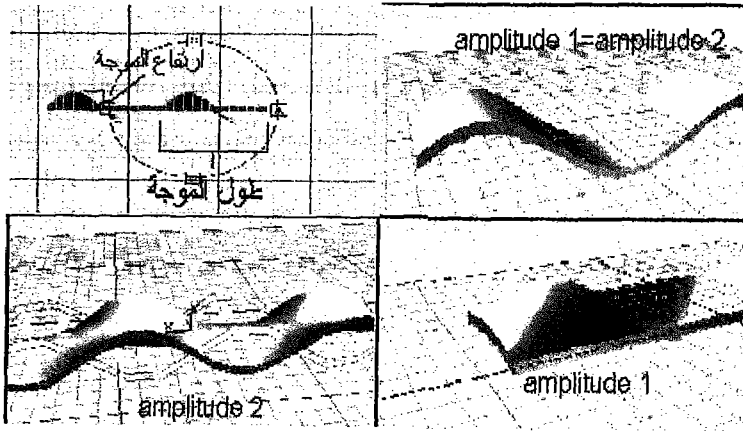 ارتفاع الموجة
طول الموجة
amplitude 1=amplitude 2
amplitude 2
amplitude 1